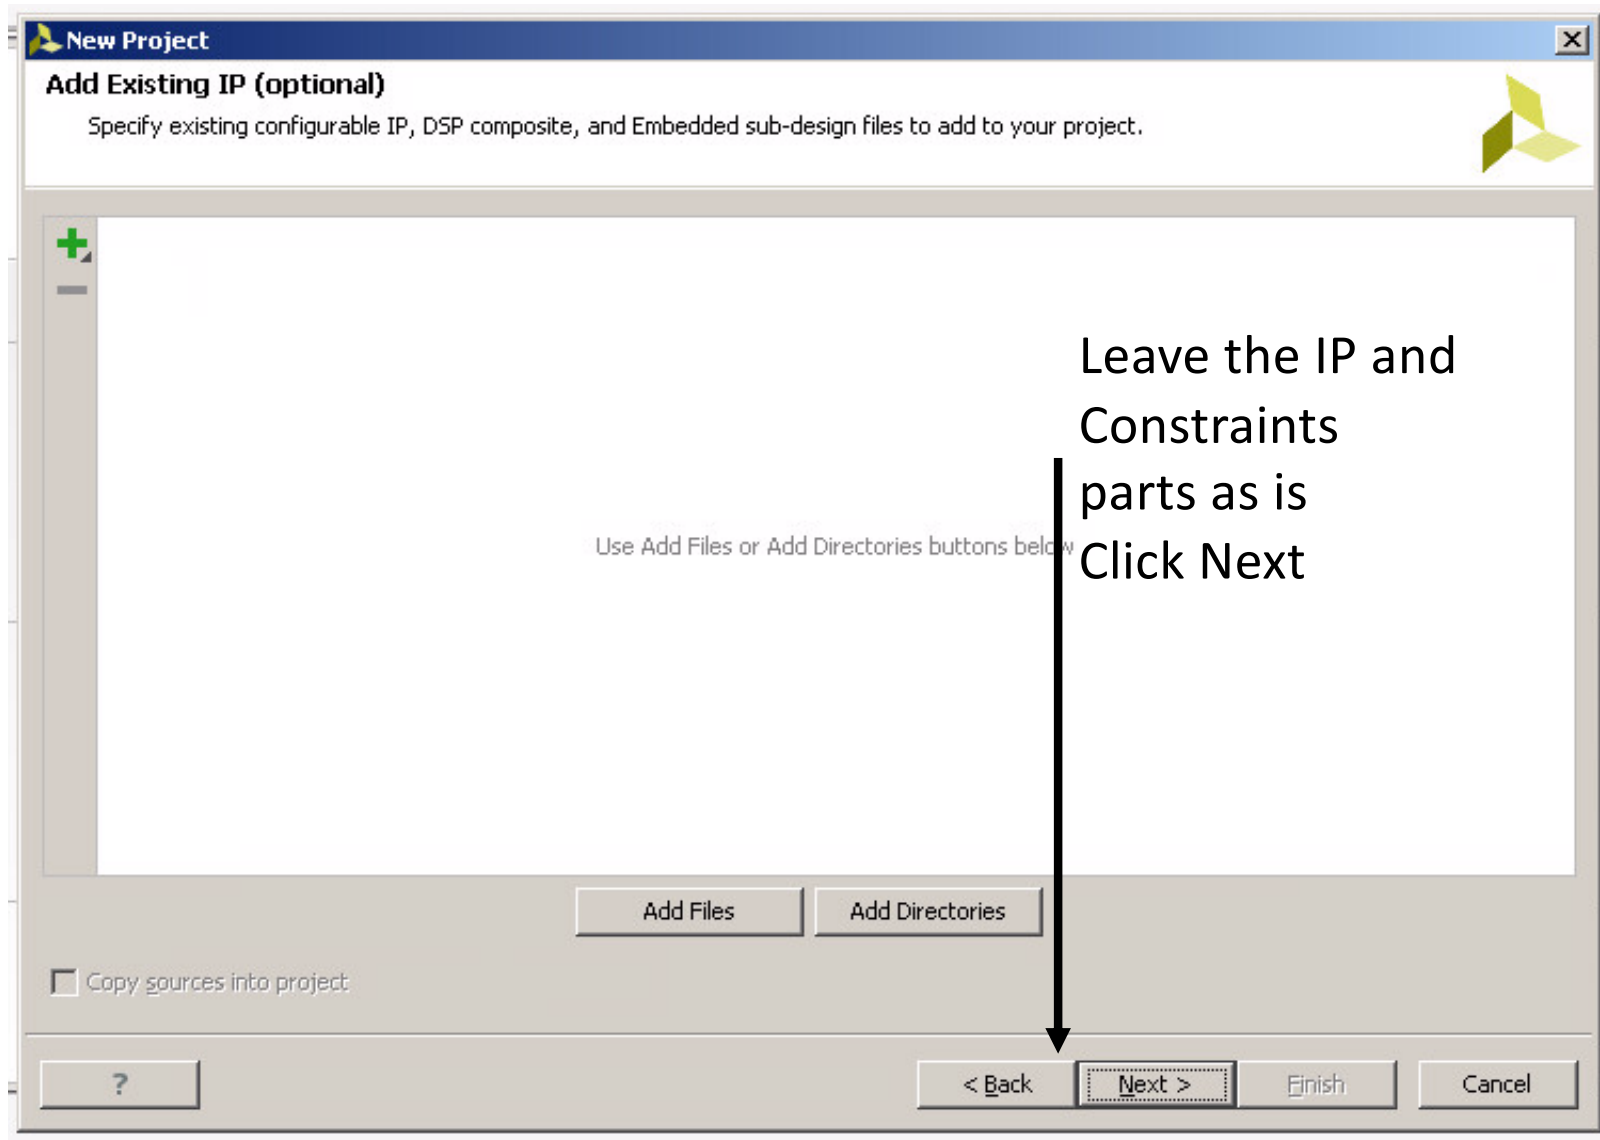 New Project
Add Existing IP (optional)
Specify existing configurable IP, DSP composite, and Embedded sub-design files to add to your project.
Leave the IP and
Constraints
parts as is
Use Add Files or Add Directories buttons below
Click Next
Add Files
Add Directories
Copy sources into project
?
< Back
Next >
Finish
Cancel